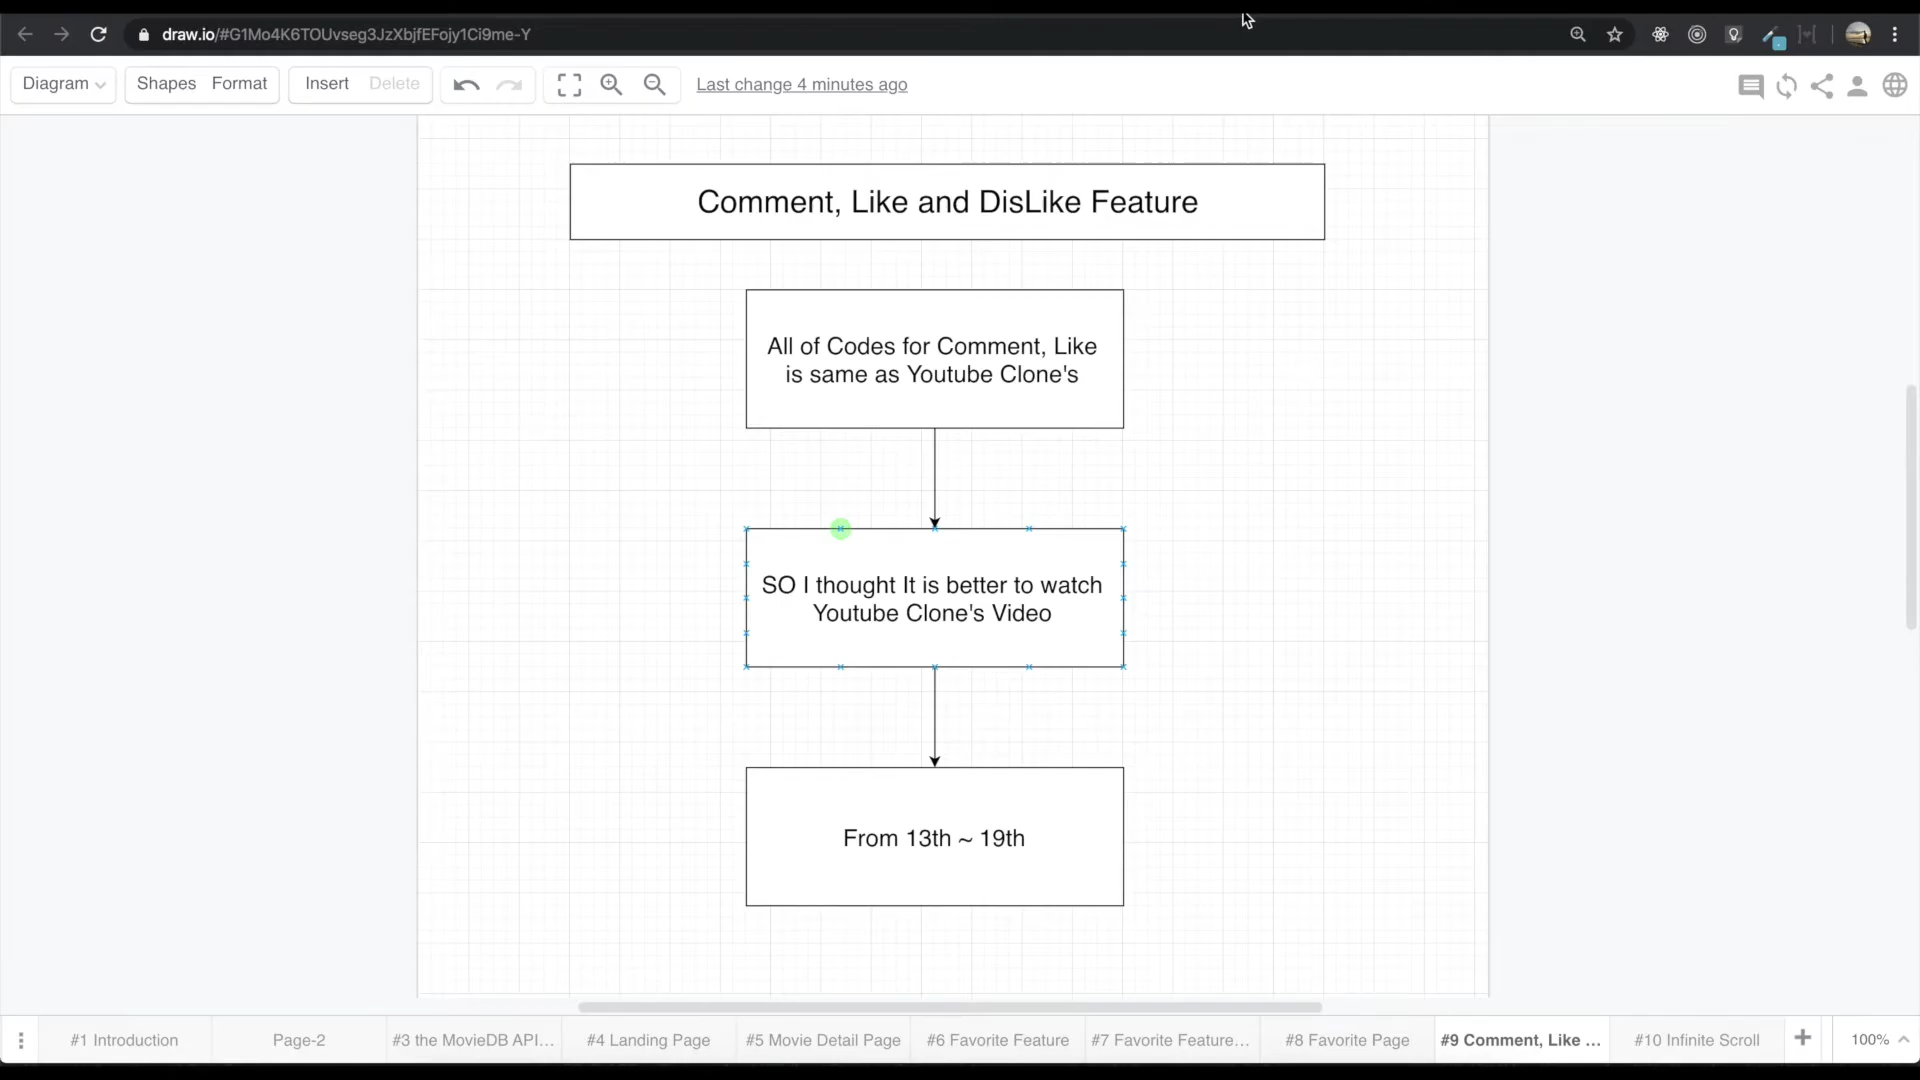 draw.io/#G1Mo4K6TOUvseg3JzXbjfEFojy1Ci9me-Y
Diagram
Shapes
Format
Insert
Delete
Last change 4 minutes ago
Comment, Like and DisLike Feature
All of Codes for Comment, Like
is same as Youtube Clone's
SO I thought It is better to watch
Youtube Clone's Video
From 13th ~ 19th
#1 Introduction
Page-2
#3 the MovieDB API...
#4 Landing Page
#5 Movie Detail Page
#6 Favorite Feature
#7 Favorite Feature...
#8 Favorite Page
#9 Comment, Like ...
#10 Infinite Scroll
100%